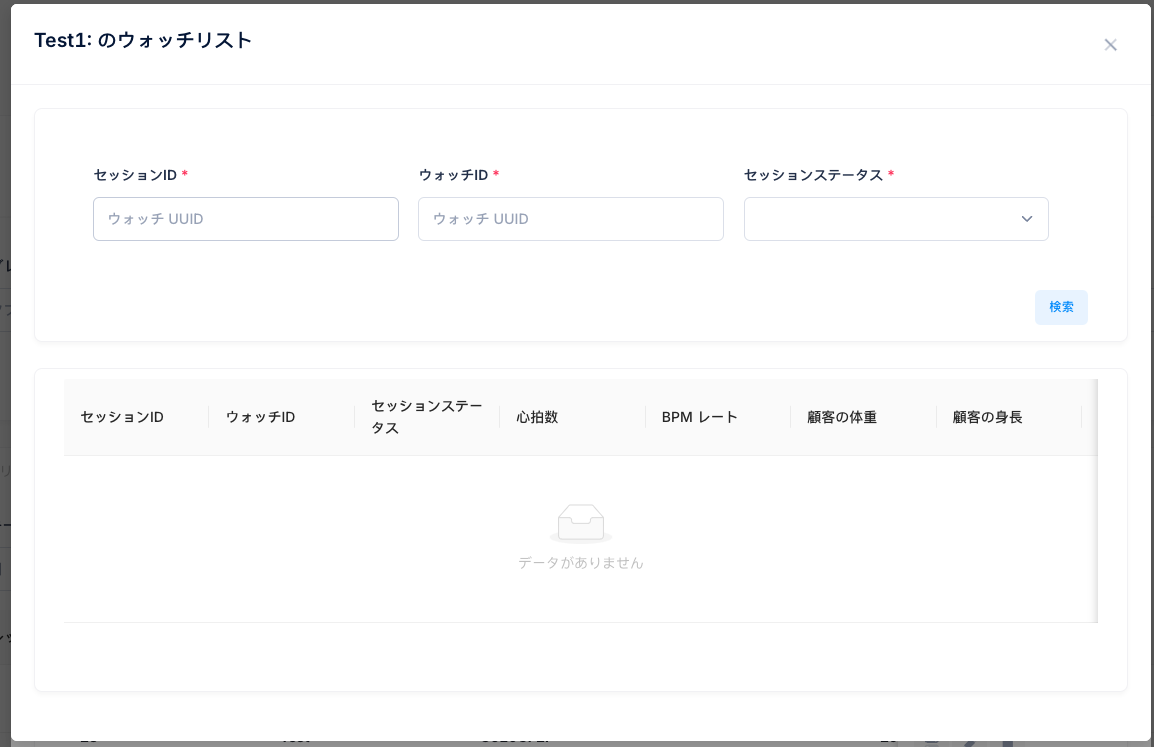 Test1: のウォッチリスト
セッションID *
ウォッチID *
セッションステータス *
ウォッチ UUID
ウォッチ UUID
検索
セッションID
ウォッチID
セッションステー
タス
心拍数
BPM レート
顧客の体重
顧客の身長
データがありません